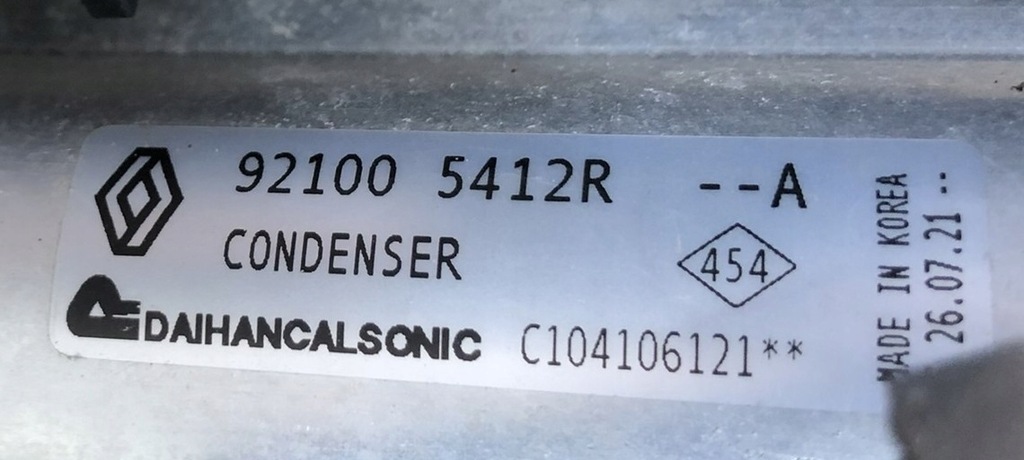 92100 5412R --A
CONDENSER
454
DAIHANCALSONIC C104106121**
MADE IN KOREA
26.07.21 --